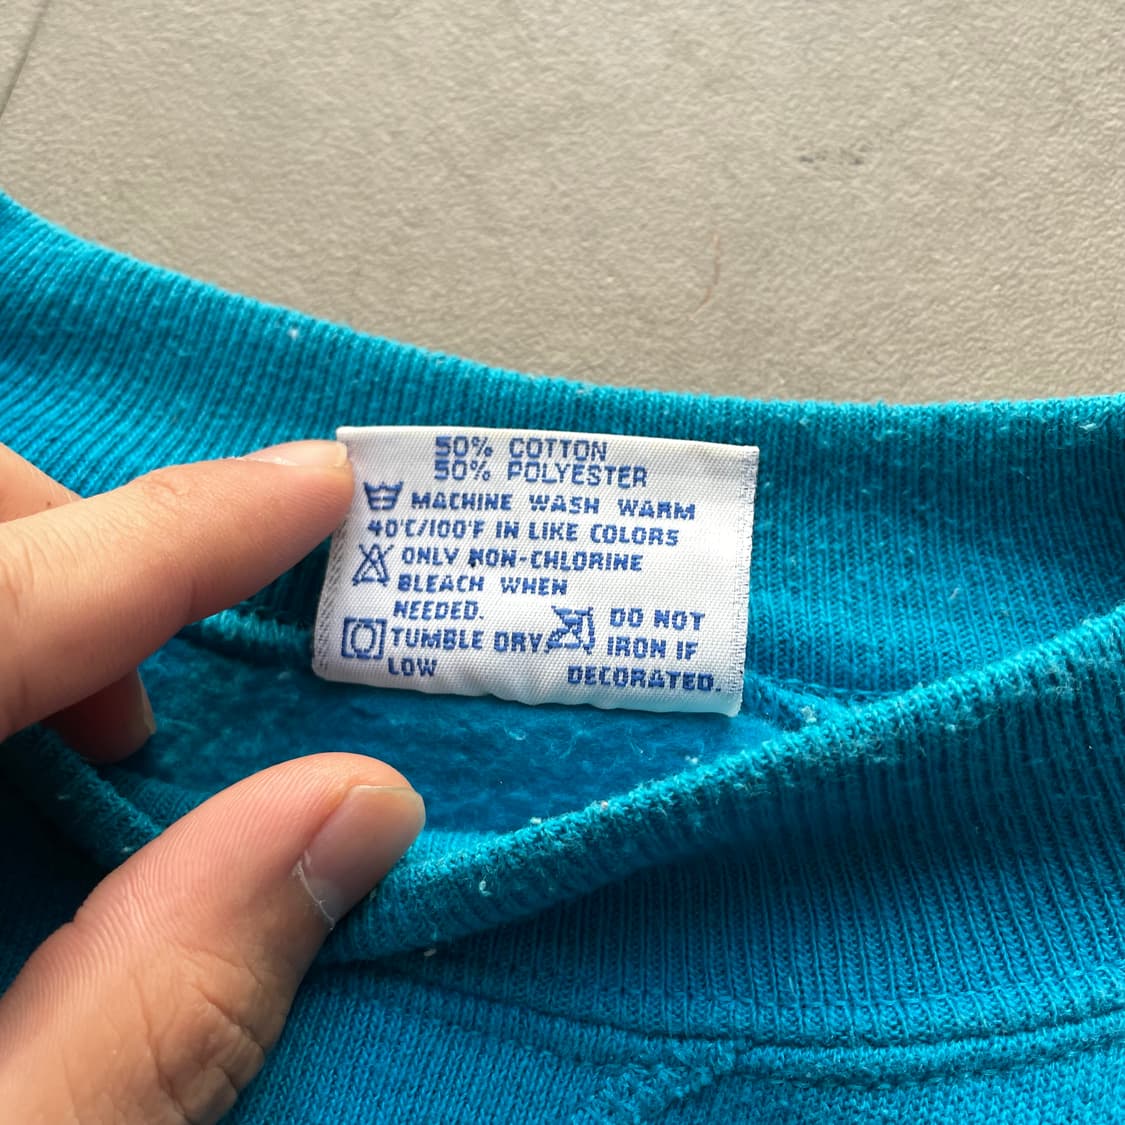 50% COTTON
50% POLYESTER
MACHINE WASH WARM
40°C/100°F IN LIKE COLORS
ONLY NON-CHLORINE
BLEACH WHEN
NEEDED.
TUMBLE DRY
LOW
DO NOT
IRON IF
DECORATED.